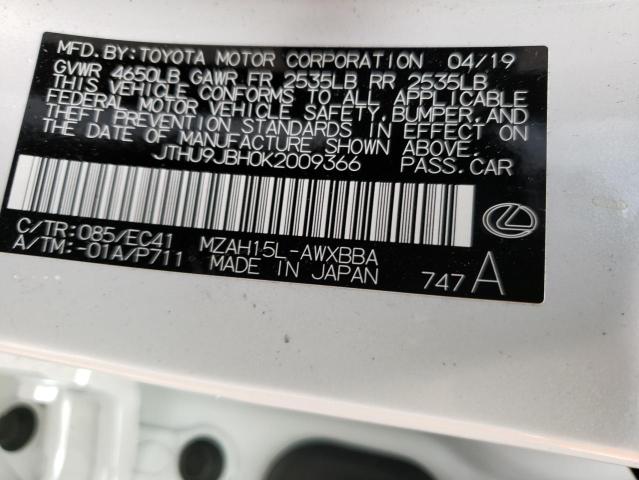 MFD.BY:TOYOTA MOTOR CORPORATION 04/19
GVWR 4650LB GAWR FR 2535LB RR 2535LB
THIS VEHICLE CONFORMS TO ALL APPLICABLE
FEDERAL MOTOR VEHICLE SAFETY,BUMPER,AND
THEFT PREVENTION STANDARDS IN EFFECT ON
THE DATE OF MANUFACTURE SHOWN ABOVE.
JTHU9JBH0K2009366 PASS.CAR
C/TR:085/EC41 MZAH15L-AWXBBA
A/TM:-01A/P711 MADE IN JAPAN 747 A